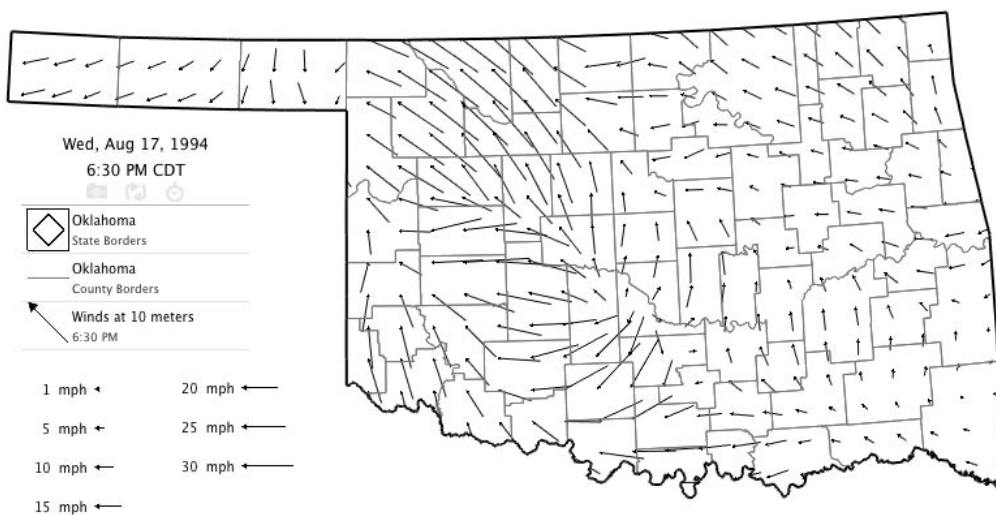 Wed, Aug 17, 1994
6:30 PM CDT
Oklahoma
State Borders
Oklahoma
County Borders
Winds at 10 meters
6:30 PM
1 mph
20 mph
5 mph
25 mph
10 mph
30 mph
15 mph